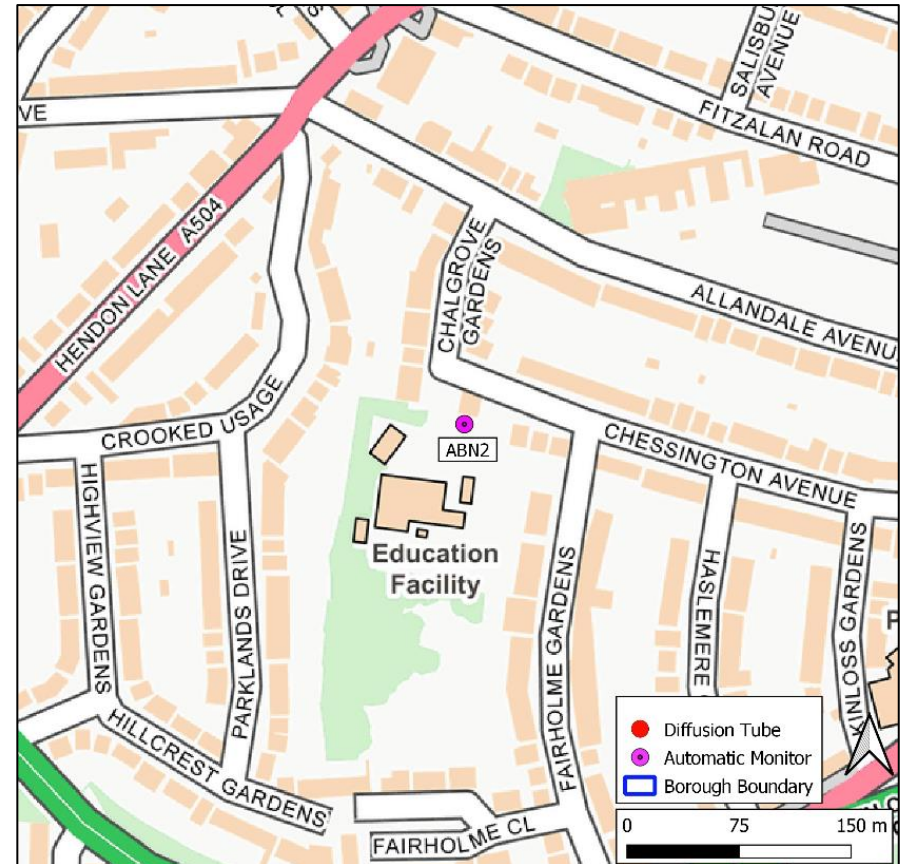 SALISBU
AVENUE
VE
FITZALAN ROAD
HENDON LANE A504
CHALGROVE
GARDENS
ALLANDALE AVENU
CROOKED USAGE
ABN2
CHESSINGTON AVENUE
HIGHVIEW GARDENS
PARKLANDS DRIVE
Education
Facility
FAIRHOLME GARDENS
HASLEMERE
KINLOSS GARDENS
P
HILLCREST GARDENS
FAIRHOLME CL
Diffusion Tube
Automatic Monitor
Borough Boundary
0 75 150 m